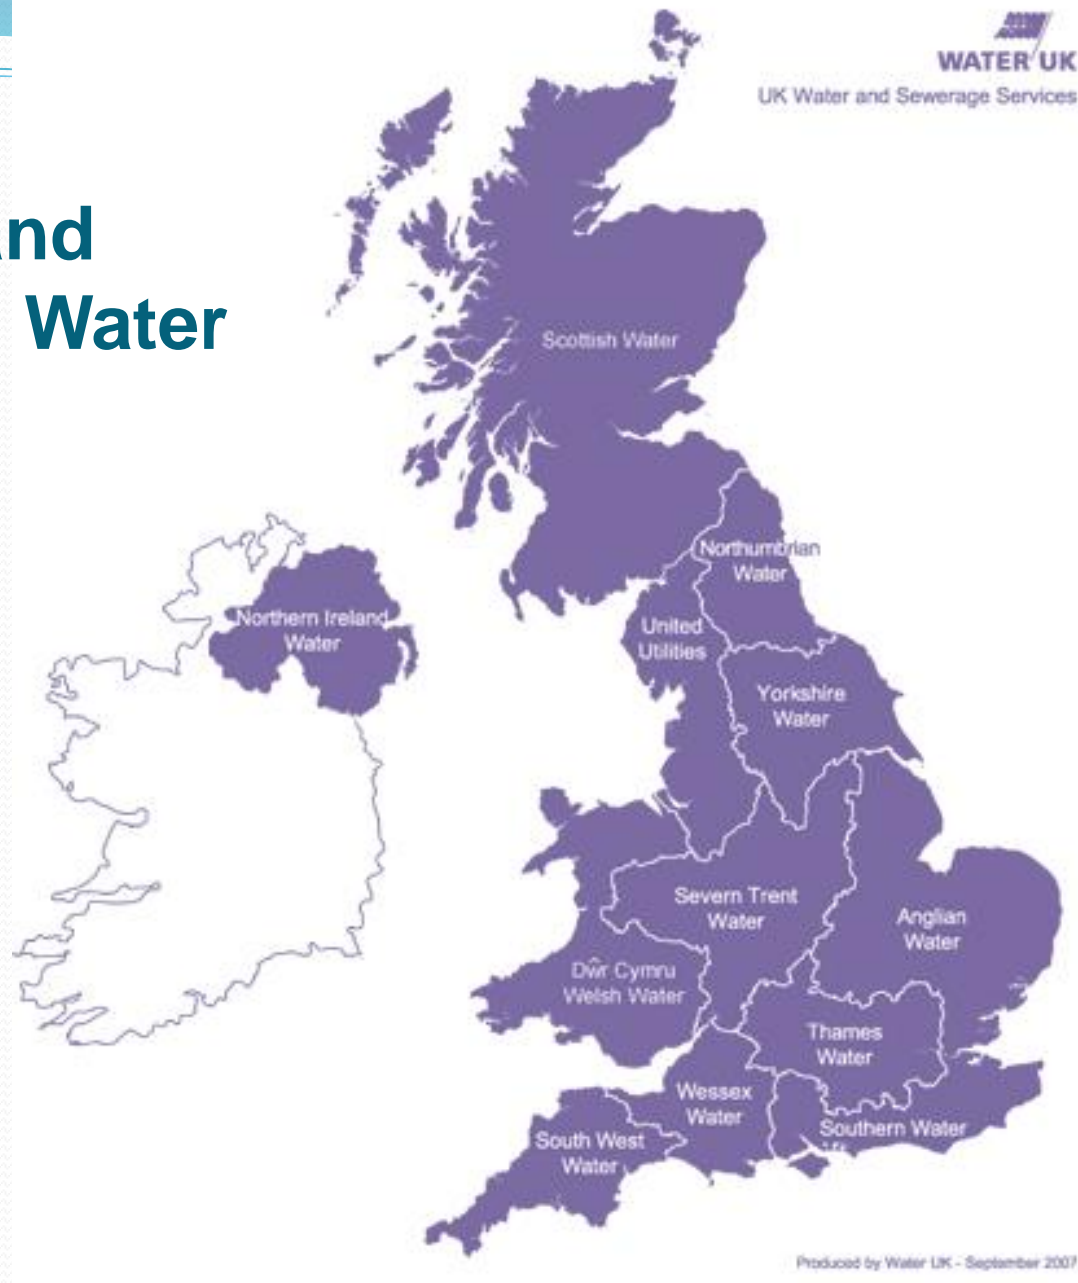 WATER UK
UK Water and Sewerage Services
nd
Water
Scottish Water
Northumbrian
Water
Northern Ireland
Water
United
Utilities
Yorkshire
Water
Severn Trent
Water
Anglian
Water
Dŵr Cymru
Welsh Water
Thames
Water
Wessex
Water
Southern Water
South West
Water
Produced by Water UK - September 2007